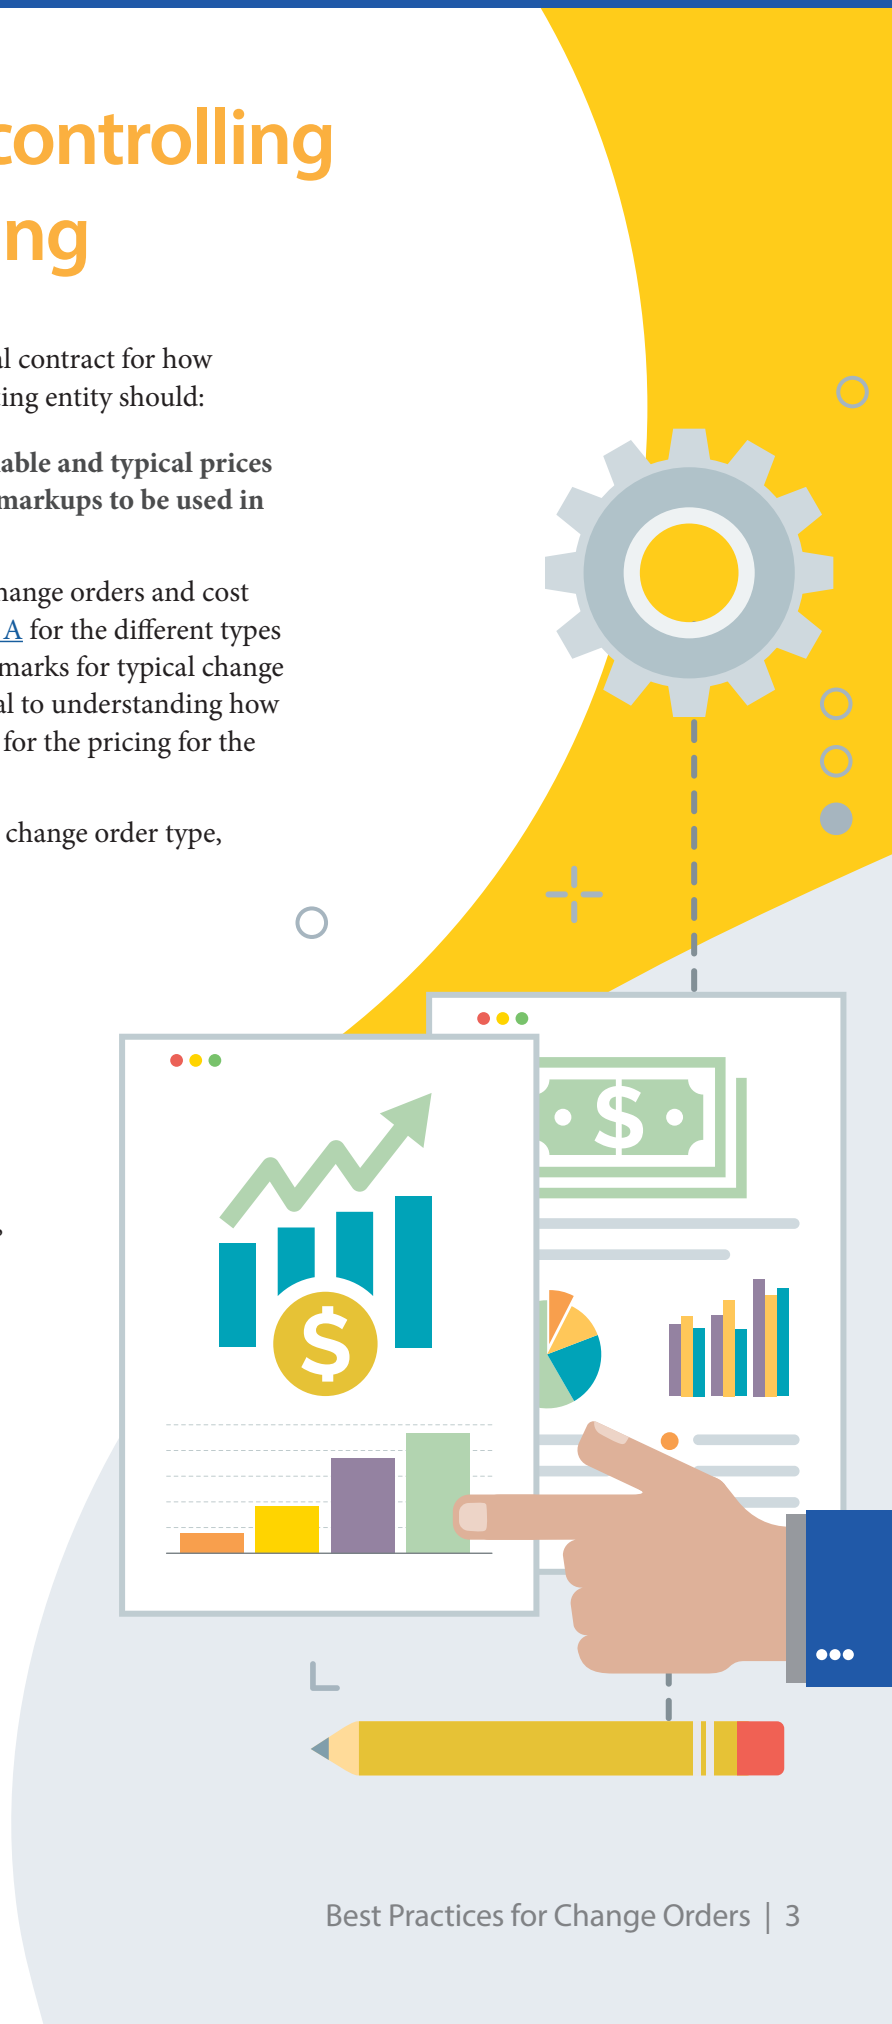 controlling
ng
al contract for how
ting entity should:
able and typical prices
markups to be used in
hange orders and cost
A for the different types
marks for typical change
al to understanding how
for the pricing for the
change order type,
$
$
Best Practices for Change Orders | 3